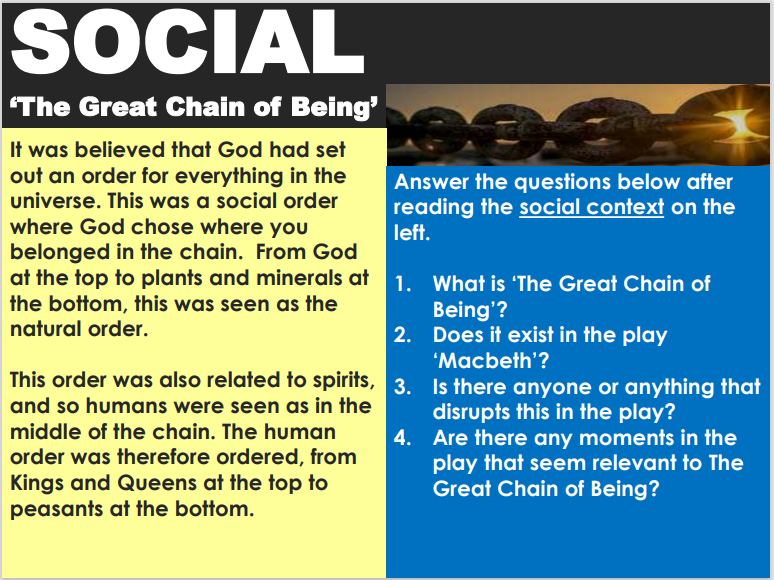 SOCIAL
‘The Great Chain of Being’
It was believed that God had set
out an order for everything in the
universe. This was a social order
where God chose where you
belonged in the chain.  From God
at the top to plants and minerals at
the bottom, this was seen as the
natural order.
This order was also related to spirits,
and so humans were seen as in the
middle of the chain. The human
order was therefore ordered, from
Kings and Queens at the top to
peasants at the bottom.
Answer the questions below after
reading the social context on the
left.
1. What is ‘The Great Chain of
Being’?
2. Does it exist in the play
‘Macbeth’?
3. Is there anyone or anything that
disrupts this in the play?
4. Are there any moments in the
play that seem relevant to The
Great Chain of Being?